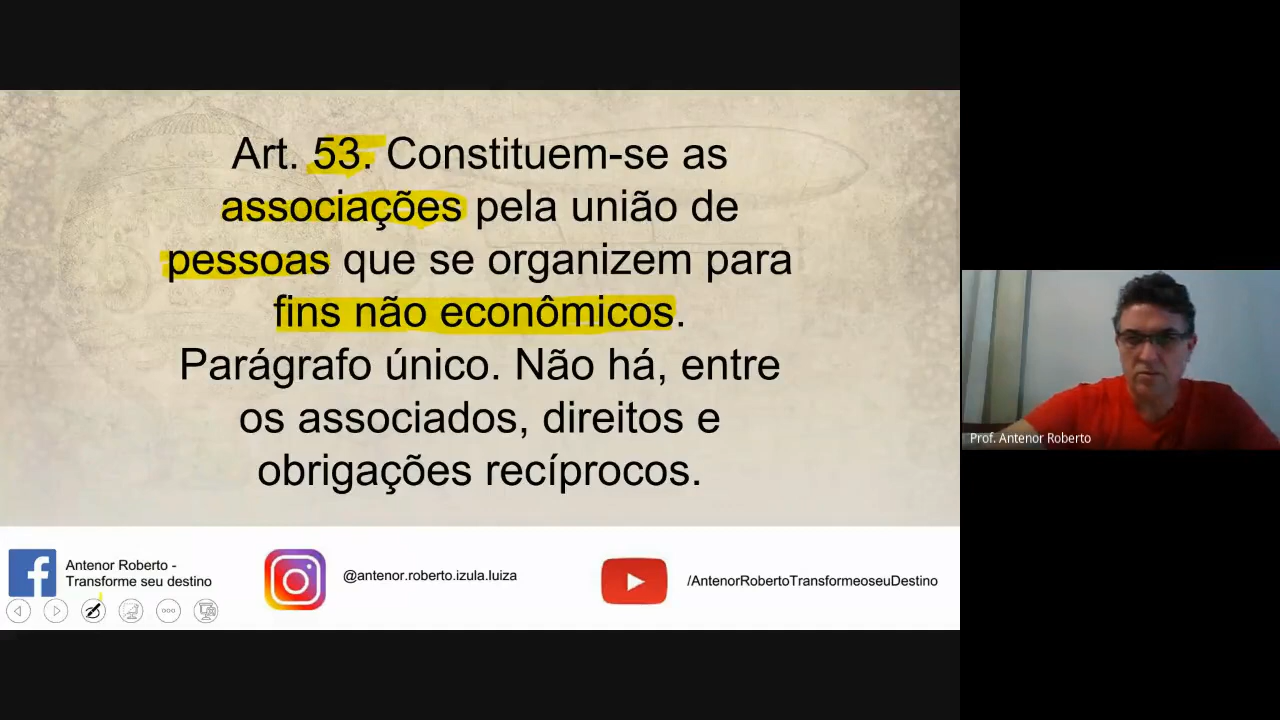 Art. 53. Constituem-se as
associações pela união de
pessoas que se organizem para
fins não econômicos.
Parágrafo único. Não há, entre
os associados, direitos e
obrigações recíprocos.
Prof. Antenor Roberto
Antenor Roberto -
Transforme seu destino
@antenor.roberto.izula.luiza
/AntenorRobertoTransformeoseuDestino